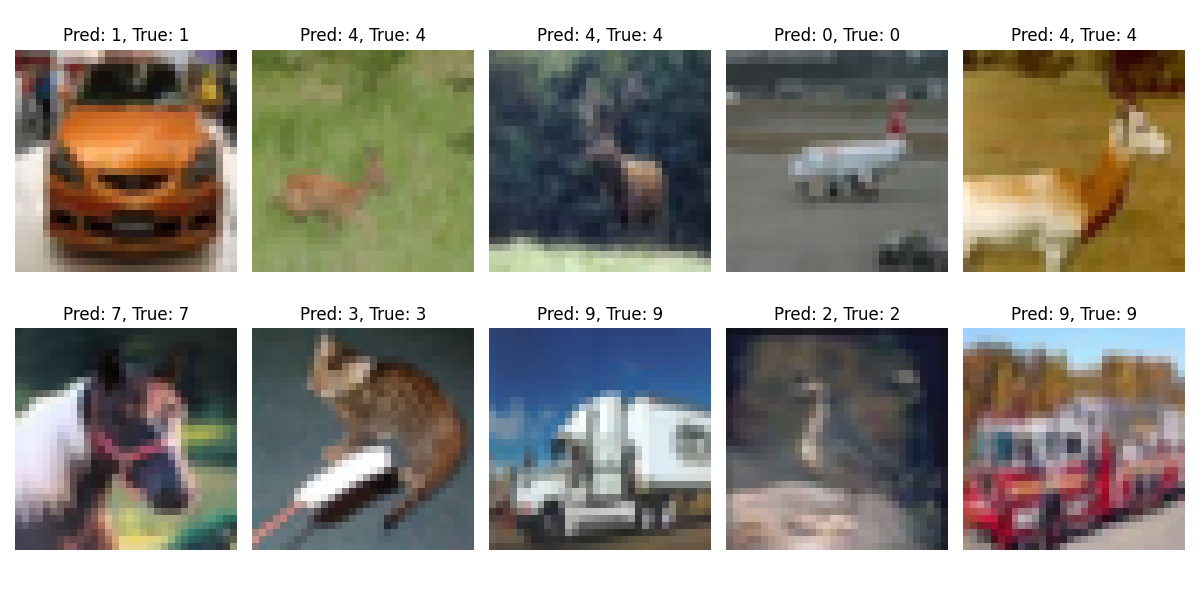 Pred: 1, True: 1
Pred: 4, True: 4
Pred: 4, True: 4
Pred: 0, True: 0
Pred: 4, True: 4
Pred: 7, True: 7
Pred: 3, True: 3
Pred: 9, True: 9
Pred: 2, True: 2
Pred: 9, True: 9